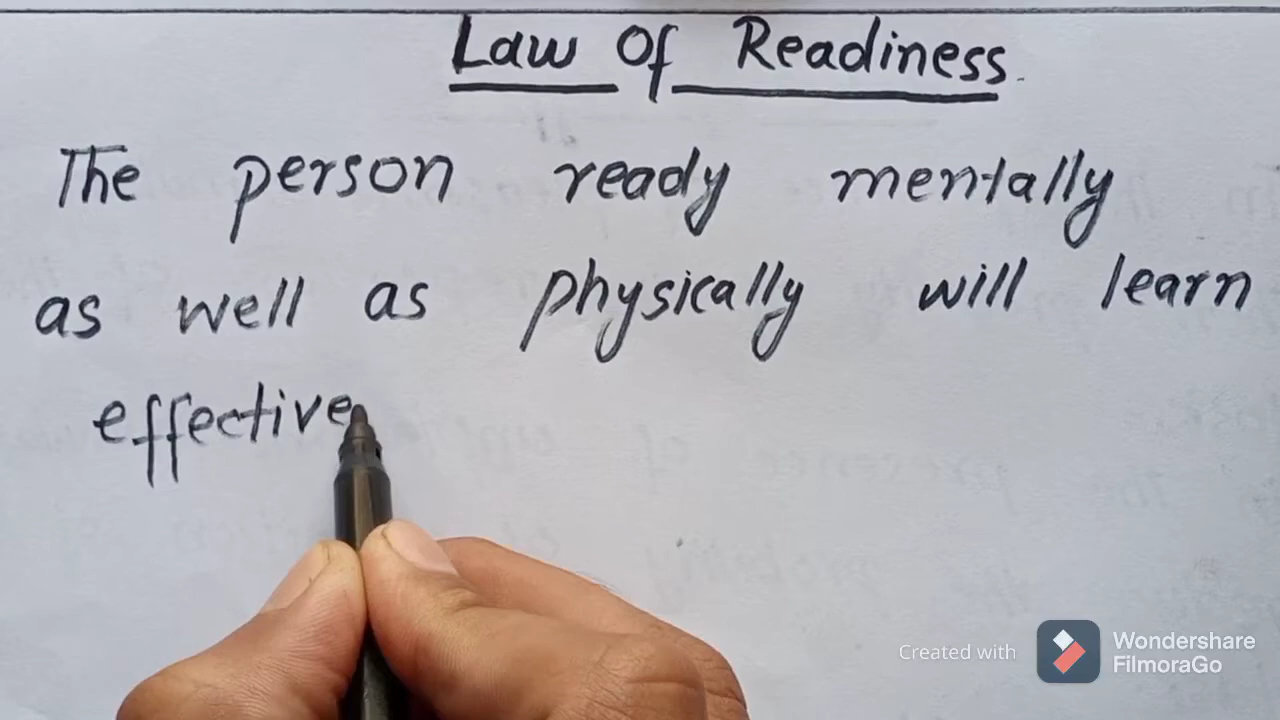 Law Of Readiness.
The person ready mentally
as well as physically will learn
effective
Created with
Wondershare
FilmoraGo